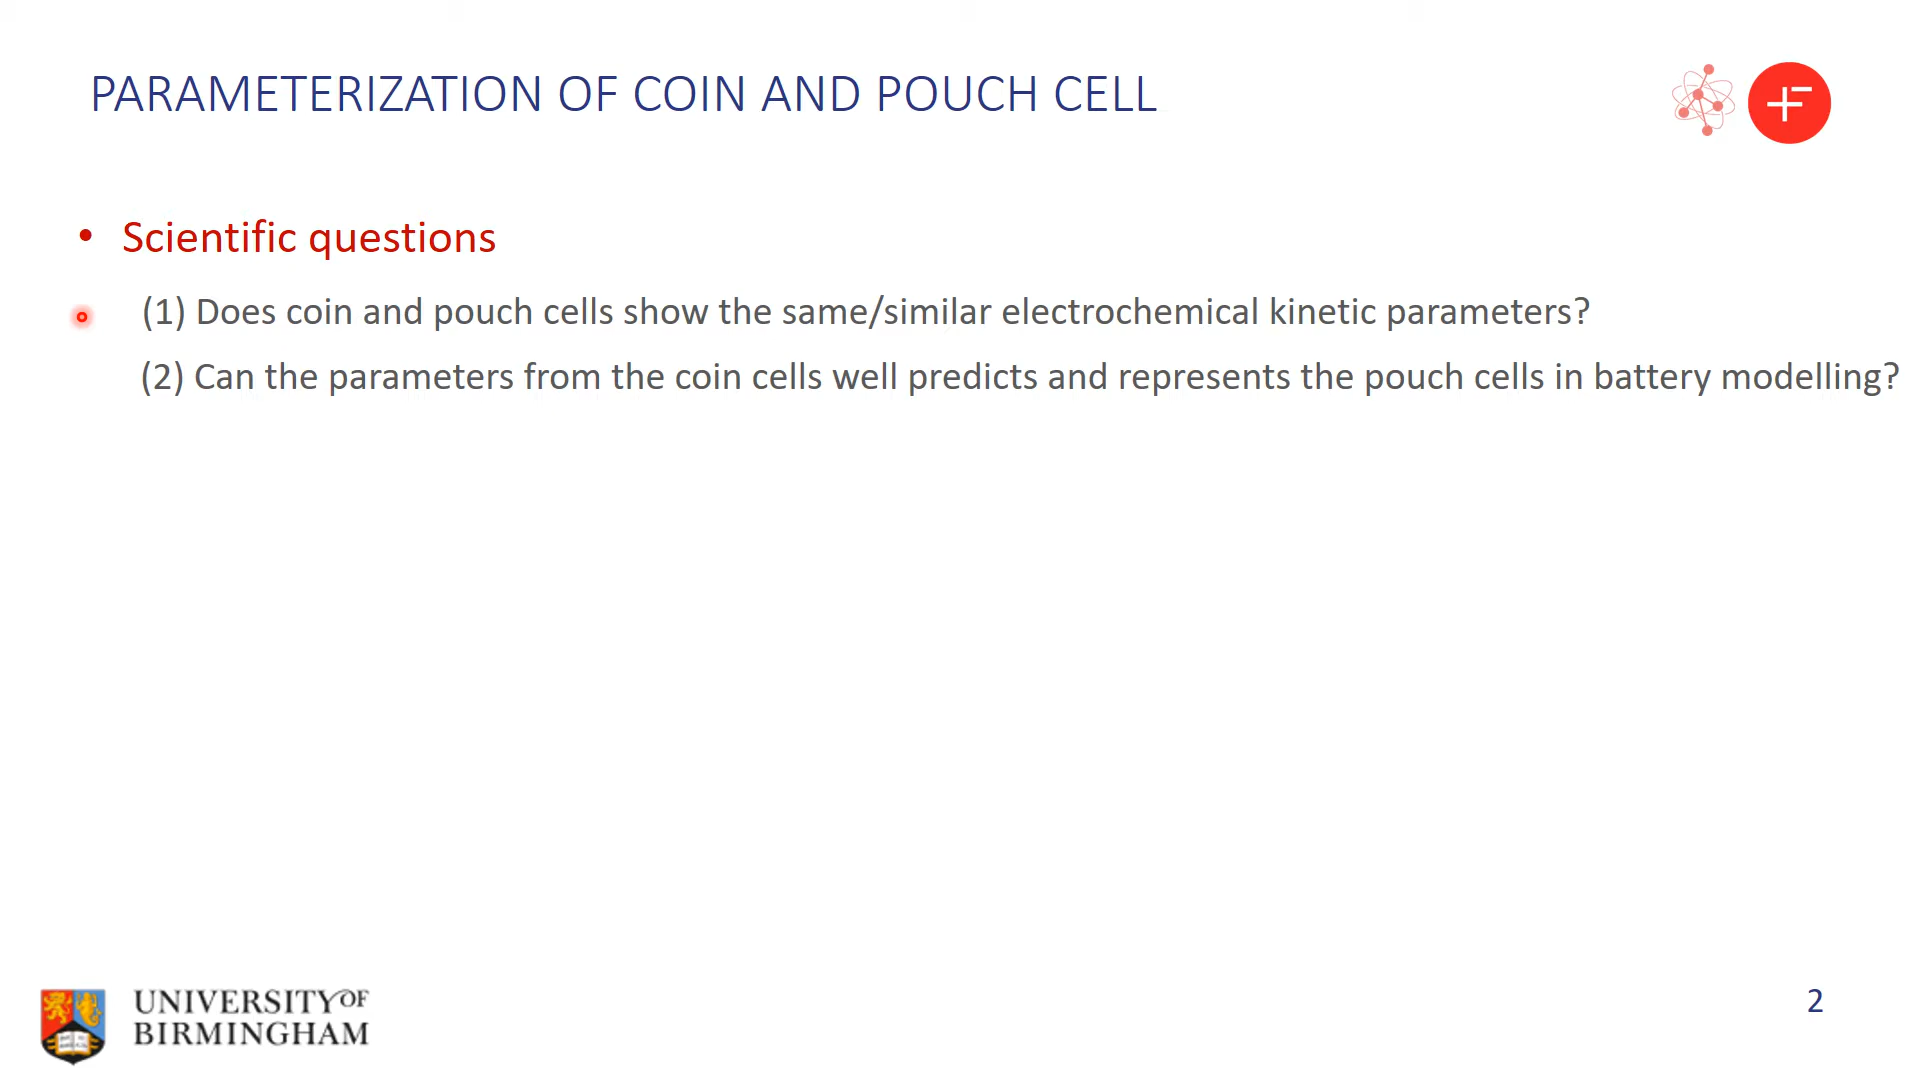 PARAMETERIZATION OF COIN AND POUCH CELL
• Scientific questions
(1) Does coin and pouch cells show the same/similar electrochemical kinetic parameters?
(2) Can the parameters from the coin cells well predicts and represents the pouch cells in battery modelling?
UNIVERSITY OF
BIRMINGHAM
2